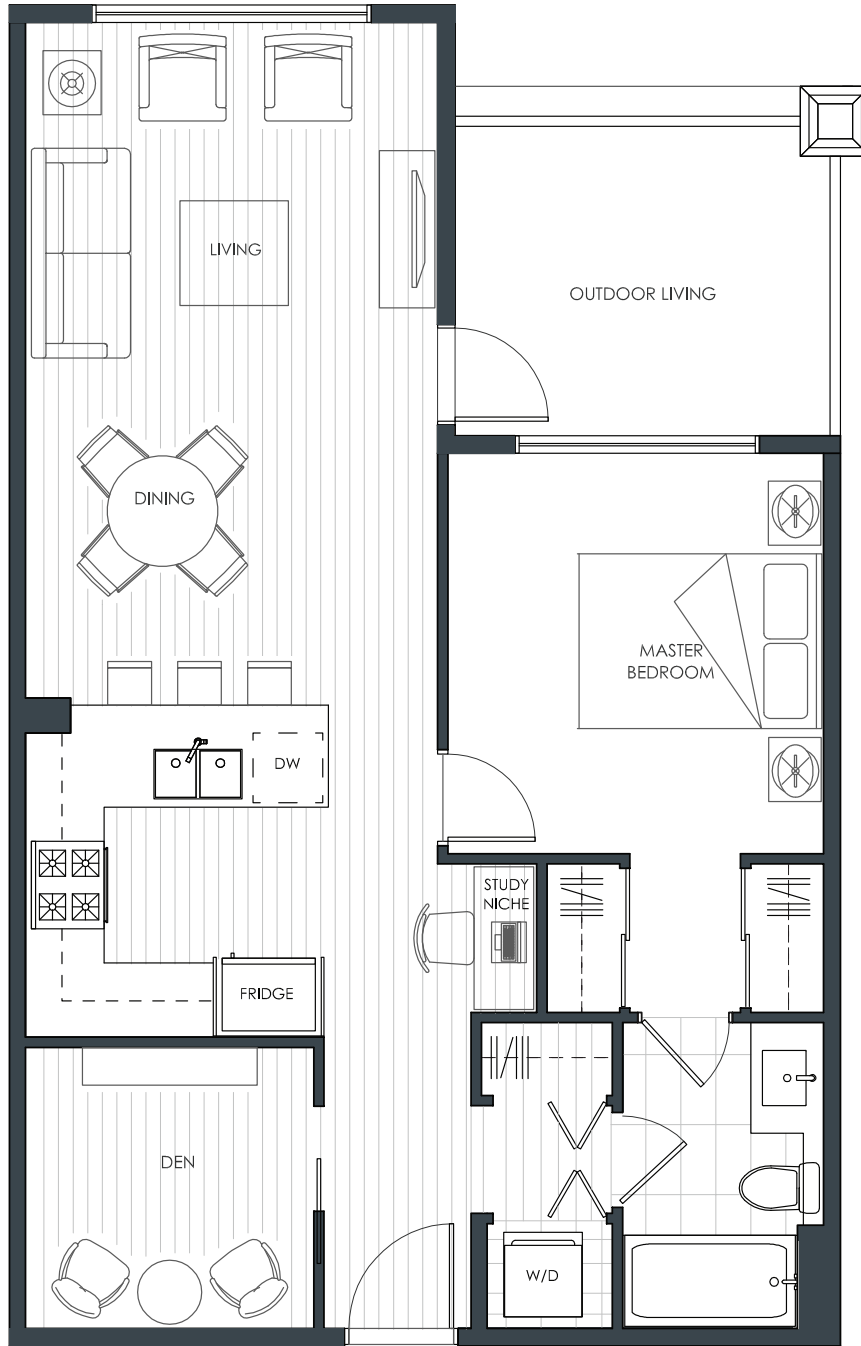 LIVING
OUTDOOR LIVING
DINING
MASTER
BEDROOM
DW
STUDY
NICHE
FRIDGE
DEN
W/D